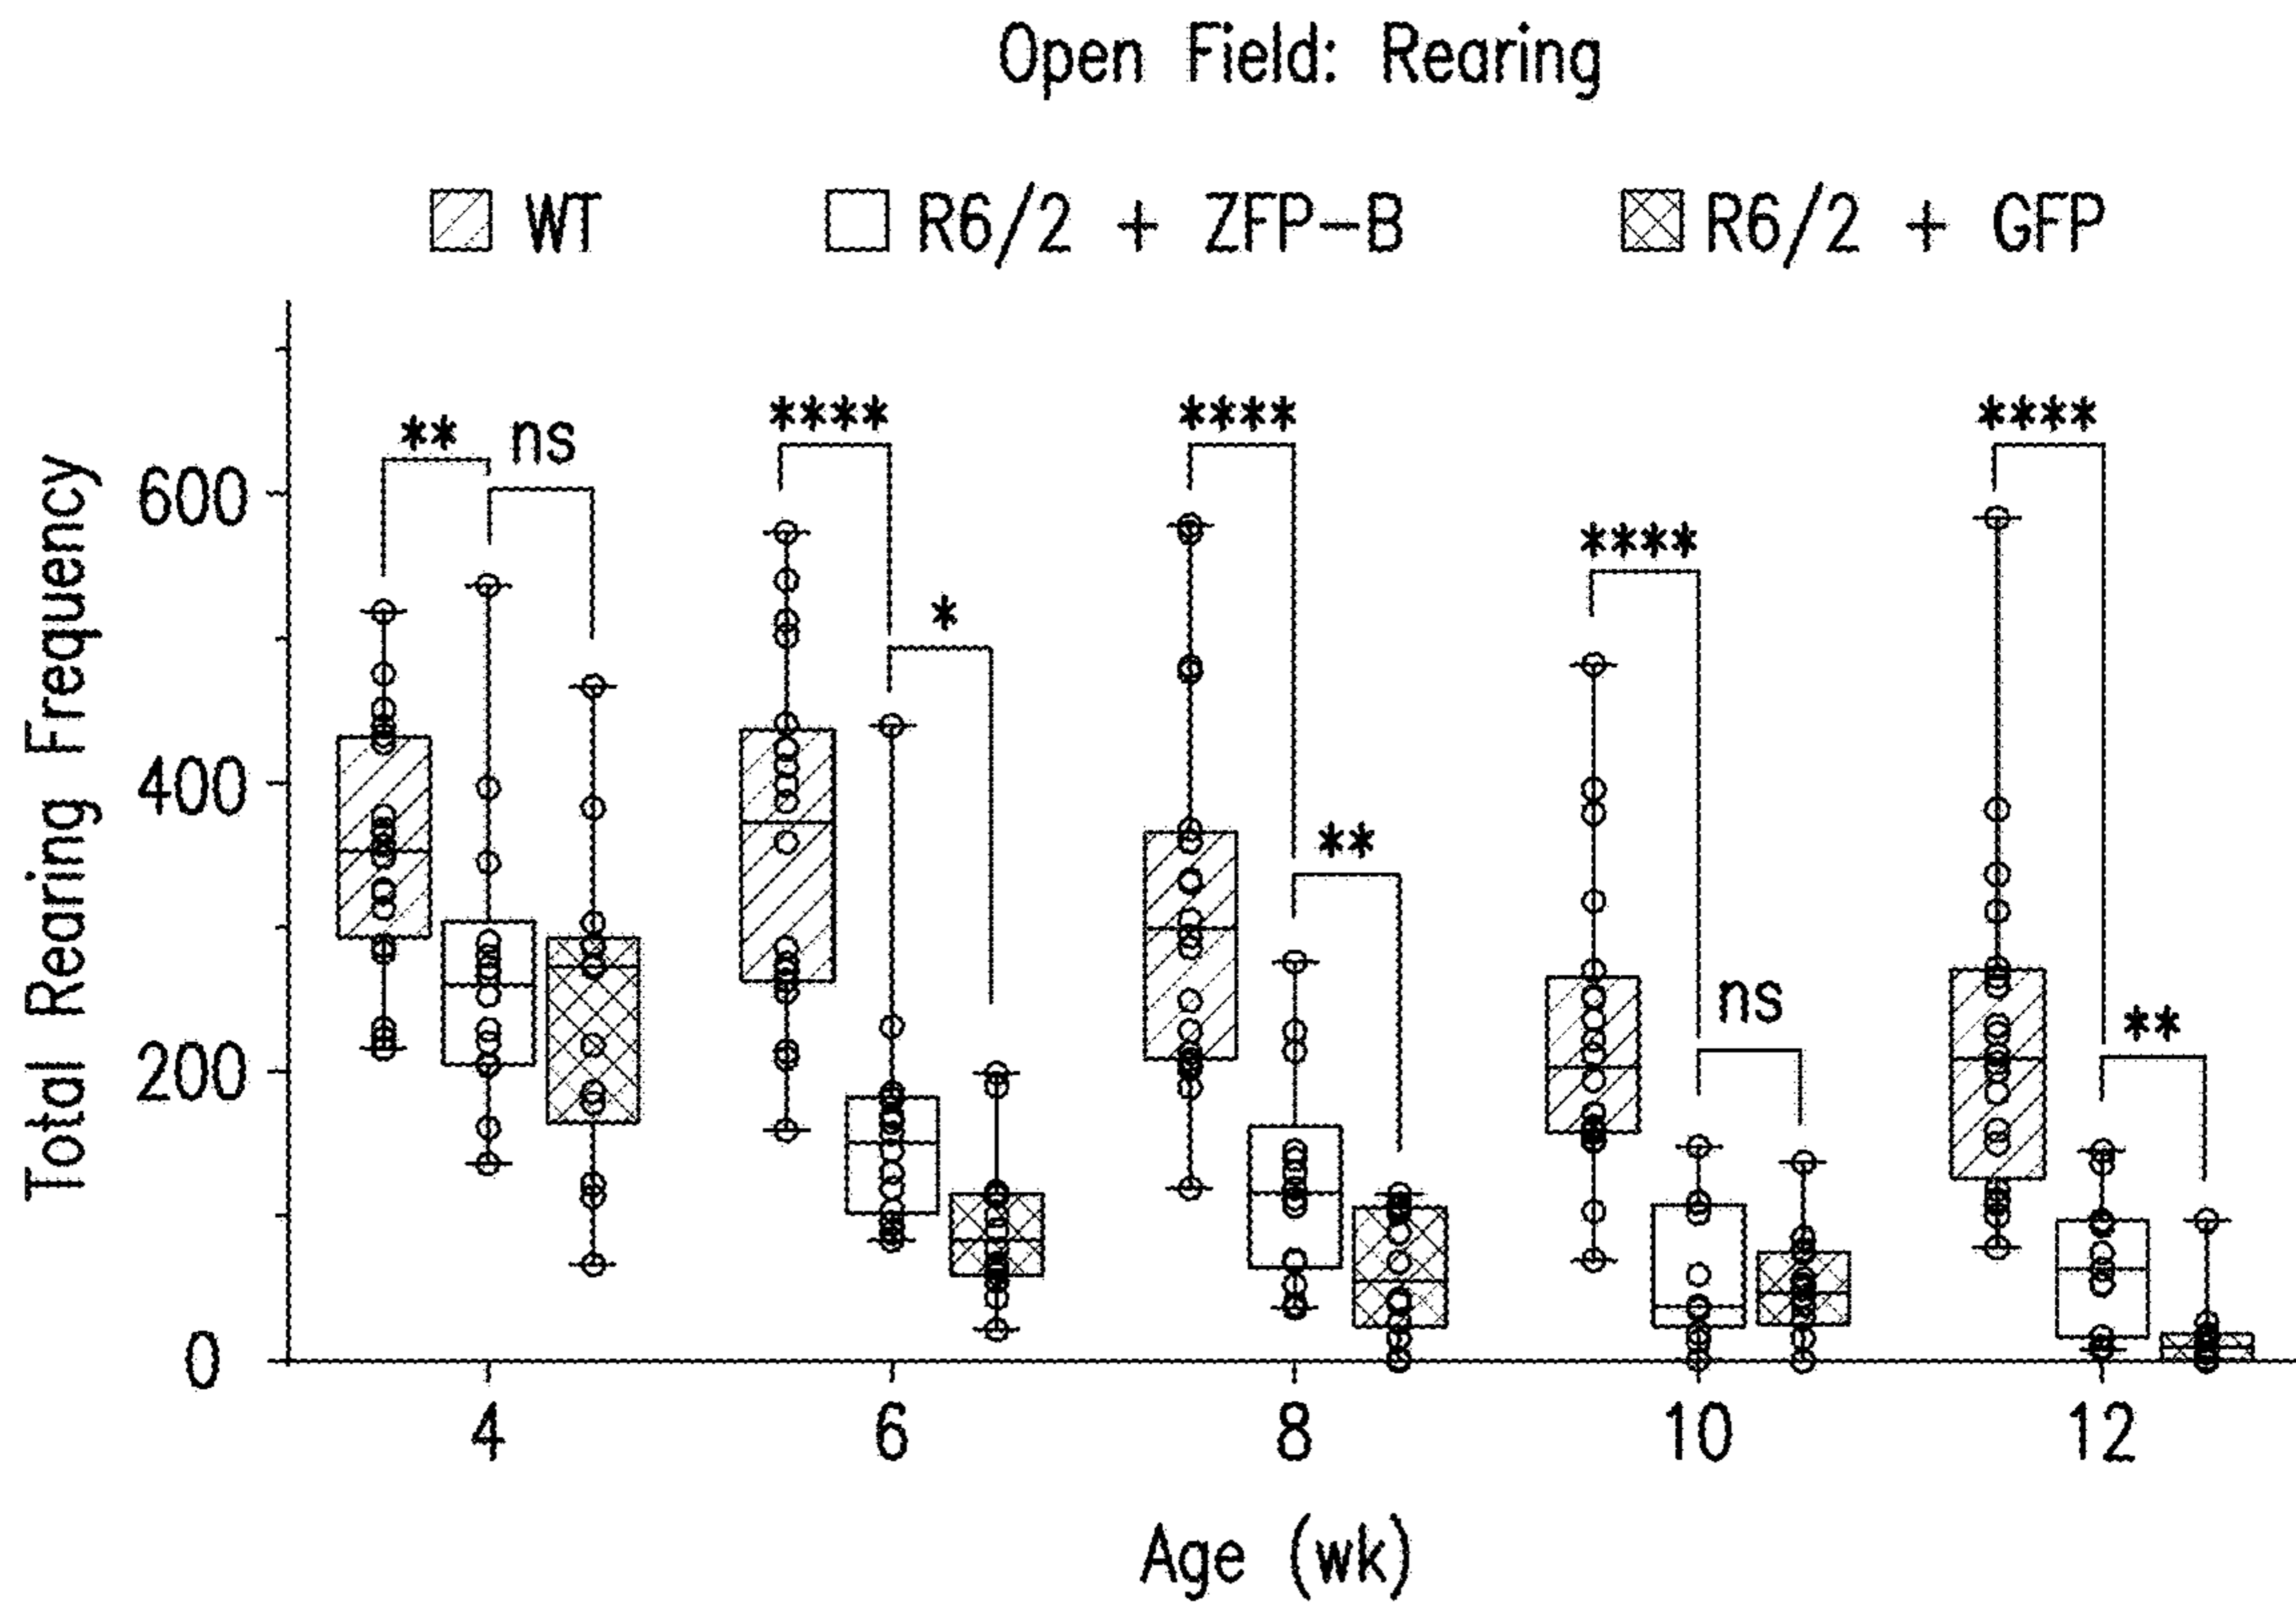 Open Field: Rearing
WT R6/2 + ZFP-B R6/2 + GFP
Total Rearing Frequency
600
400
200
0
** ns **** * **** ** **** ns **** **
4 6 8 10 12
Age (wk)